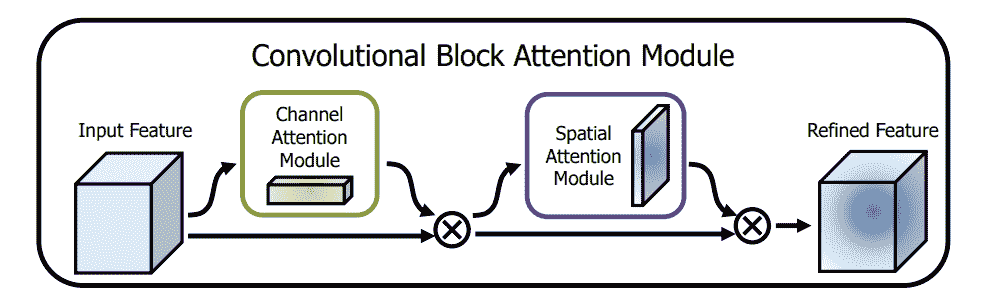 Convolutional Block Attention Module
Input Feature
Channel
Attention
Module
Spatial
Attention
Module
Refined Feature